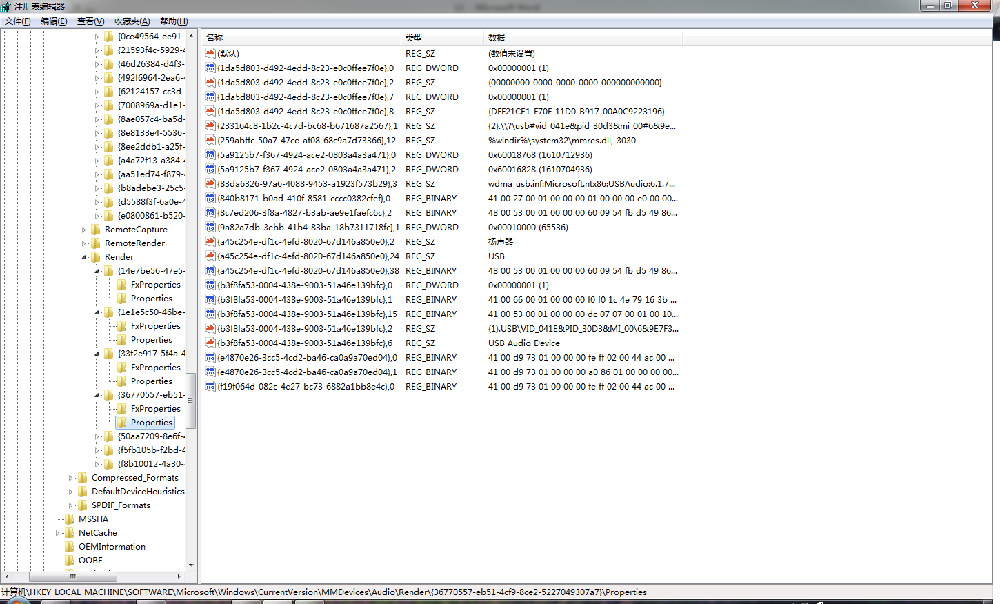 注册表编辑器
文件(F) 编辑(E) 查看(V) 收藏夹(A) 帮助(H)
{0ce49564-ee91-
{21593f4c-5929-4
{46d26384-d4f3-
{492f6964-2ea6-4
{62124157-cc3d-
{7008969a-d1e1-
{8ae057c4-ba5d-
{8e8133e4-5536-
{8ee2ddb1-a25f-
{a4a72f13-a384-4
{aa51ed74-f879-
{b8adebe3-25c5-
{d5588f3f-6a0e-4
{e0800861-b520-
RemoteCapture
RemoteRender
Render
{14e7be56-47e5-
FxProperties
Properties
{1e1e5c50-46be-
FxProperties
Properties
{33f2e917-5f4a-4
FxProperties
Properties
{36770557-eb51-
FxProperties
Properties
{50aa7209-8e6f-4
{f5fb105b-f2bd-4
{f8b10012-4a30-
Compressed_Formats
DefaultDeviceHeuristics
SPDIF_Formats
MSSHA
NetCache
OEMInformation
OOBE
名称 类型 数据
(默认) REG_SZ (数值未设置)
{1da5d803-d492-4edd-8c23-e0c0ffee7f0e},0 REG_DWORD 0x00000001 (1)
{1da5d803-d492-4edd-8c23-e0c0ffee7f0e},2 REG_SZ {00000000-0000-0000-0000-000000000000}
{1da5d803-d492-4edd-8c23-e0c0ffee7f0e},7 REG_DWORD 0x00000001 (1)
{1da5d803-d492-4edd-8c23-e0c0ffee7f0e},8 REG_SZ {DFF21CE1-F70F-11D0-B917-00A0C9223196}
{233164c8-1b2c-4c7d-bc68-b671687a2567},1 REG_SZ {2}.\\?\usb#vid_041e&pid_30d3&mi_00#6&9e...
{259abffc-50a7-47ce-af08-68c9a7d73366},12 REG_SZ %windir%\system32\mmres.dll,-3030
{5a9125b7-f367-4924-ace2-0803a4a3a471},0 REG_DWORD 0x60018768 (1610712936)
{5a9125b7-f367-4924-ace2-0803a4a3a471},2 REG_DWORD 0x60016828 (1610704936)
{83da6326-97a6-4088-9453-a1923f573b29},3 REG_SZ wdma_usb.inf:Microsoft.ntx86:USBAudio:6.1.7...
{840b8171-b0ad-410f-8581-cccc0382cfef},0 REG_BINARY 41 00 27 00 01 00 00 00 01 00 00 00 e0 00 00...
{8c7ed206-3f8a-4827-b3ab-ae9e1faefc6c},2 REG_BINARY 48 00 53 00 01 00 00 00 60 09 54 fb d5 49 86...
{9a82a7db-3ebb-41b4-83ba-18b7311718fc},1 REG_DWORD 0x00010000 (65536)
{a45c254e-df1c-4efd-8020-67d146a850e0},2 REG_SZ 扬声器
{a45c254e-df1c-4efd-8020-67d146a850e0},24 REG_SZ USB
{a45c254e-df1c-4efd-8020-67d146a850e0},38 REG_BINARY 48 00 53 00 01 00 00 00 60 09 54 fb d5 49 86...
{b3f8fa53-0004-438e-9003-51a46e139bfc},0 REG_DWORD 0x00000001 (1)
{b3f8fa53-0004-438e-9003-51a46e139bfc},1 REG_BINARY 41 00 66 00 01 00 00 00 f0 f0 1c 4e 79 16 3b ...
{b3f8fa53-0004-438e-9003-51a46e139bfc},15 REG_BINARY 41 00 53 00 01 00 00 00 dc 07 07 00 01 00 10...
{b3f8fa53-0004-438e-9003-51a46e139bfc},2 REG_SZ {1}.USB\VID_041E&PID_30D3&MI_00\6&9E7F3...
{b3f8fa53-0004-438e-9003-51a46e139bfc},6 REG_SZ USB Audio Device
{e4870e26-3cc5-4cd2-ba46-ca0a9a70ed04},0 REG_BINARY 41 00 d9 73 01 00 00 00 fe ff 02 00 44 ac 00 ...
{e4870e26-3cc5-4cd2-ba46-ca0a9a70ed04},1 REG_BINARY 41 00 d9 73 01 00 00 00 a0 86 01 00 00 00 00...
{f19f064d-082c-4e27-bc73-6882a1bb8e4c},0 REG_BINARY 41 00 d9 73 01 00 00 00 fe ff 02 00 44 ac 00 ...
计算机\HKEY_LOCAL_MACHINE\SOFTWARE\Microsoft\Windows\CurrentVersion\MMDevices\Audio\Render\{36770557-eb51-4cf9-8ce2-5227049307a7}\Properties